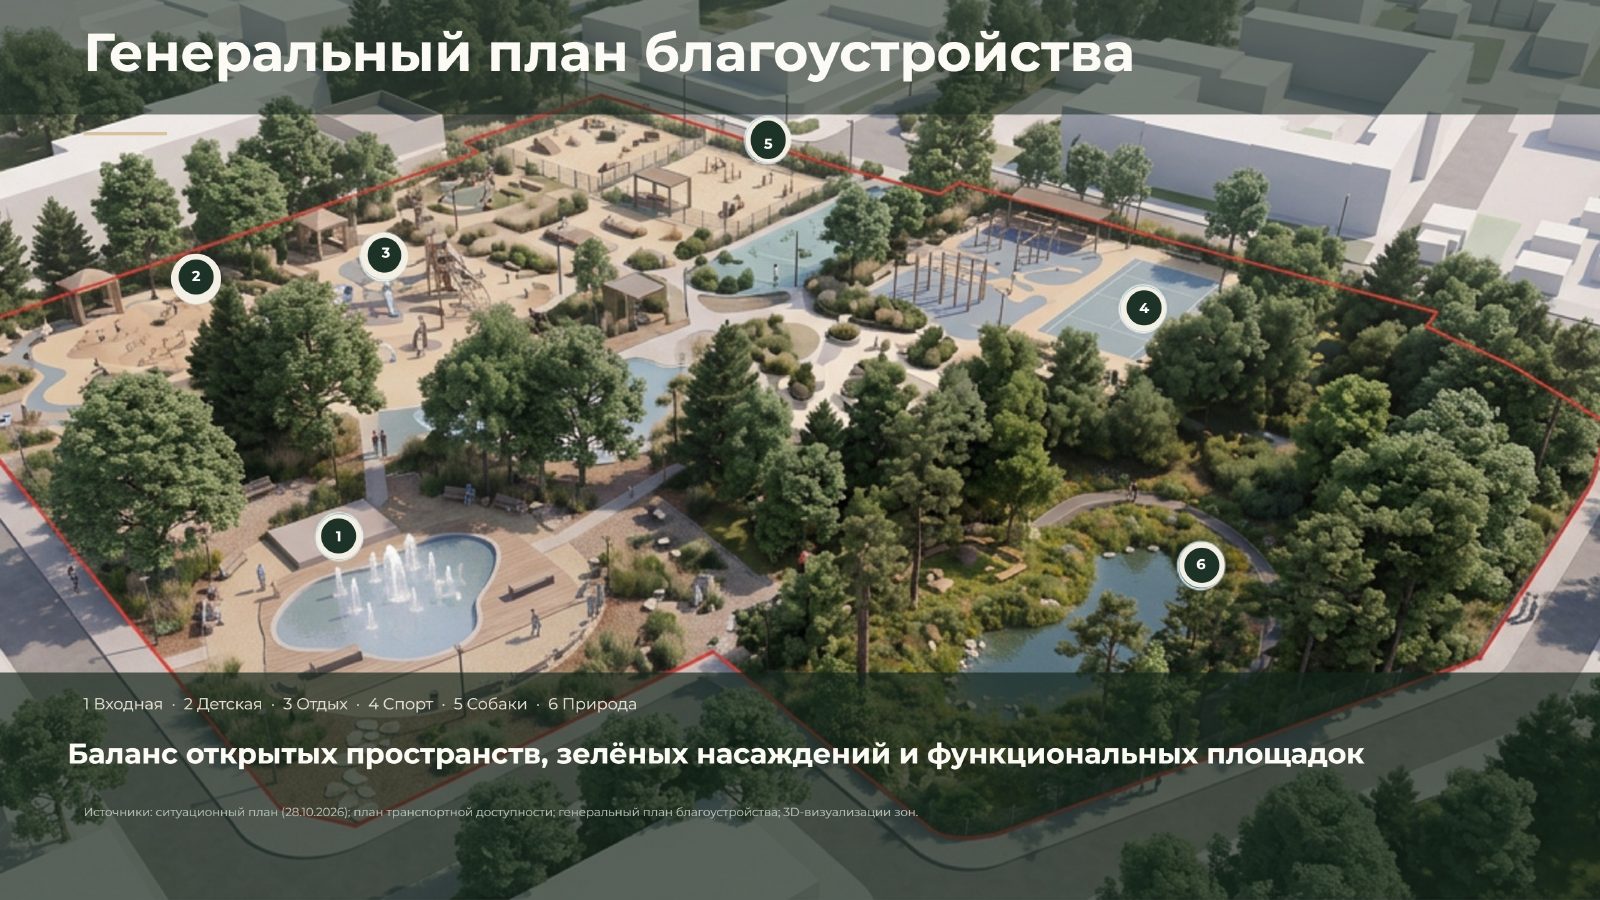 Генеральный план благоустройства
5
3
2
4
1
6
1 Входная · 2 Детская · 3 Отдых · 4 Спорт · 5 Собаки · 6 Природа
Баланс открытых пространств, зелёных насаждений и функциональных площадок
Источники: ситуационный план (28.10.2026); план транспортной доступности; генеральный план благоустройства; 3D-визуализации зон.